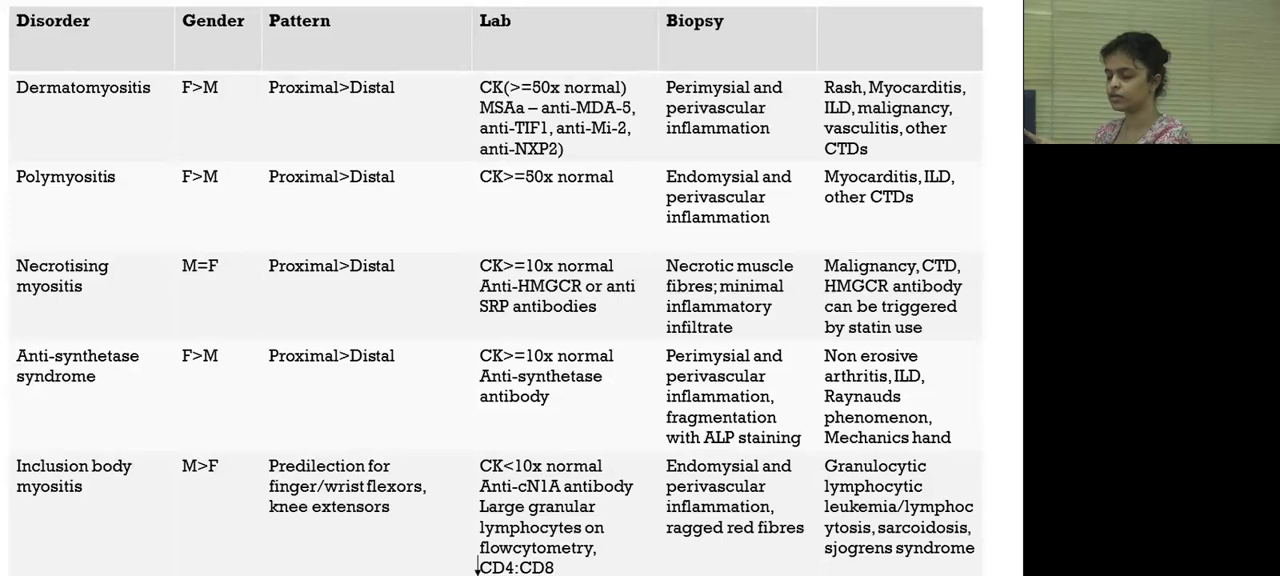 Disorder Gender Pattern Lab Biopsy
Dermatomyositis F>M Proximal>Distal CK(>=50x normal) Perimysial and Rash, Myocarditis,
MSAa – anti-MDA-5, perivascular ILD, malignancy,
anti-TIF1, anti-Mi-2, inflammation vasculitis, other
anti-NXP2) CTDs
Polymyositis F>M Proximal>Distal CK>=50x normal Endomysial and Myocarditis, ILD,
perivascular other CTDs
inflammation
Necrotising M=F Proximal>Distal CK>=10x normal Necrotic muscle Malignancy, CTD,
myositis Anti-HMGCR or anti fibres; minimal HMGCR antibody
SRP antibodies inflammatory can be triggered
infiltrate by statin use
Anti-synthetase F>M Proximal>Distal CK>=10x normal Perimysial and Non erosive
syndrome Anti-synthetase perivascular arthritis, ILD,
antibody inflammation, Raynauds
fragmentation phenomenon,
with ALP staining Mechanics hand
Inclusion body M>F Predilection for CK<10x normal Endomysial and Granulocytic
myositis finger/wrist flexors, Anti-cN1A antibody perivascular lymphocytic
knee extensors Large granular inflammation, leukemia/lymphoc
lymphocytes on ragged red fibres ytosis, sarcoidosis,
flowcytometry, sjogrens syndrome
↓CD4:CD8